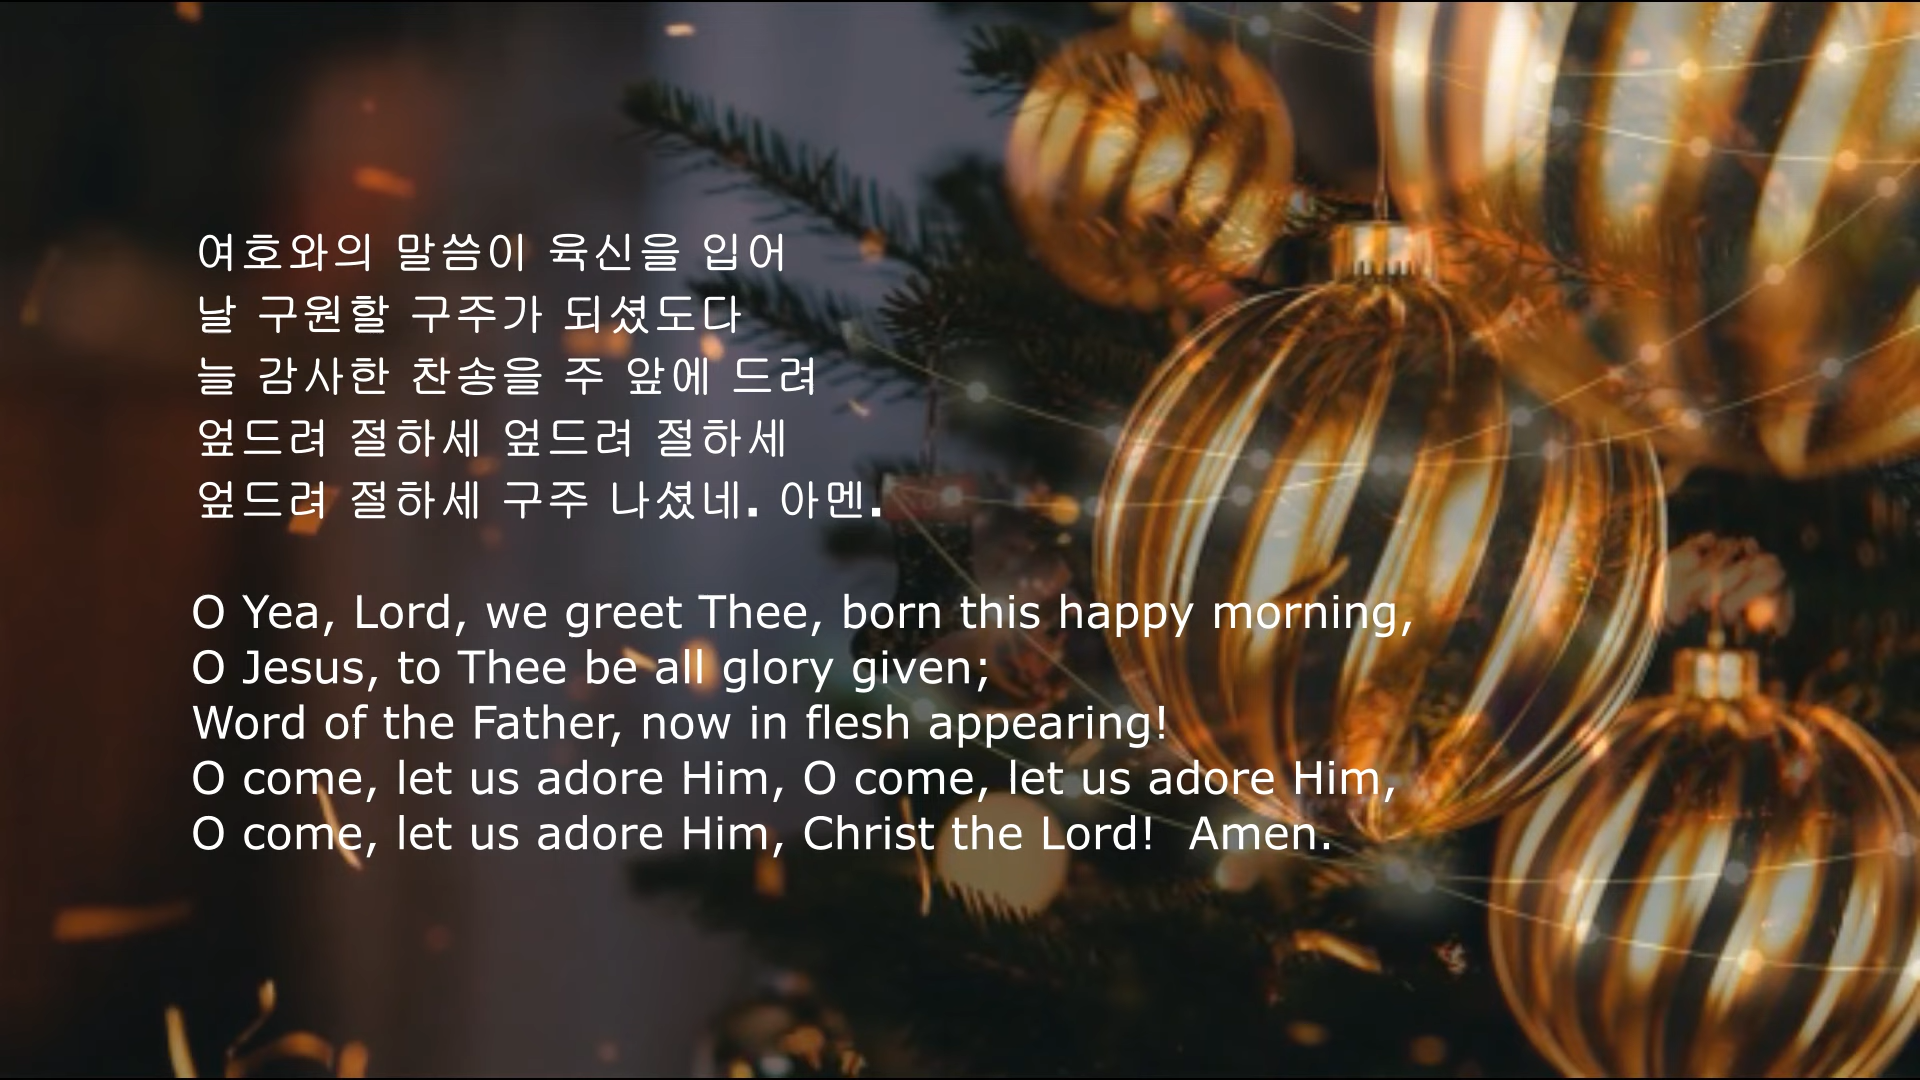 여호와의 말씀이 육신을 입어
날 구원할 구주가 되셨도다
늘 감사한 찬송을 주 앞에 드려
엎드려 절하세 엎드려 절하세
엎드려 절하세 구주 나셨네. 아멘.
O Yea, Lord, we greet Thee, born this happy morning,
O Jesus, to Thee be all glory given;
Word of the Father, now in flesh appearing!
O come, let us adore Him, O come, let us adore Him,
O come, let us adore Him, Christ the Lord!  Amen.